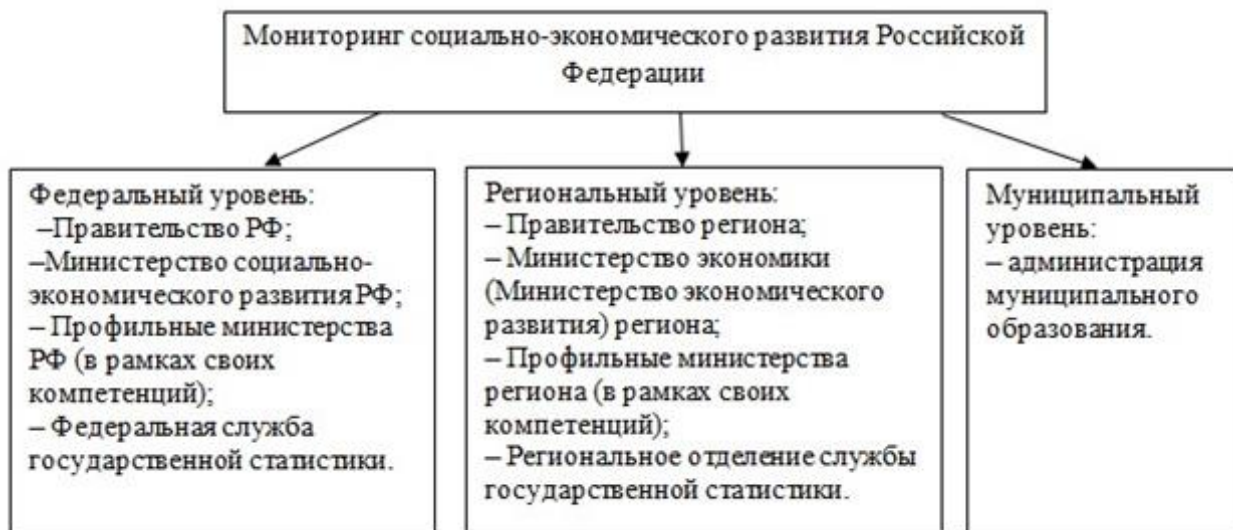 Мониторинг социально-экономического развития Российской
Федерации
Федеральный уровень:
–Правительство РФ;
–Министерство социально-
экономического развития РФ;
– Профильные министерства
РФ (в рамках своих
компетенций);
– Федеральная служба
государственной статистики.
Региональный уровень:
– Правительство региона;
– Министерство экономики
(Министерство экономического
развития) региона;
– Профильные министерства
региона (в рамках своих
компетенций);
– Региональное отделение службы
государственной статистики.
Муниципальный
уровень:
– администрация
муниципального
образования.